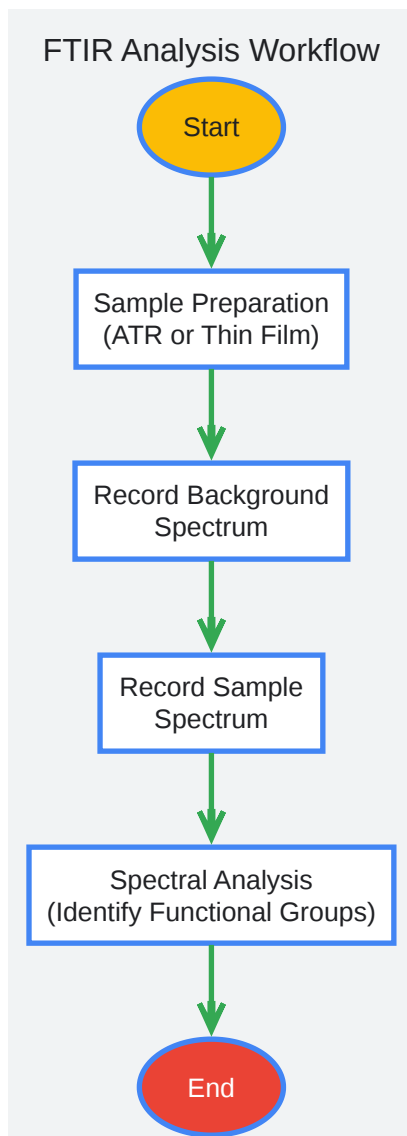 FTIR Analysis Workflow
Start
Sample Preparation
(ATR or Thin Film)
Record Background
Spectrum
Record Sample
Spectrum
Spectral Analysis
(Identify Functional Groups)
End